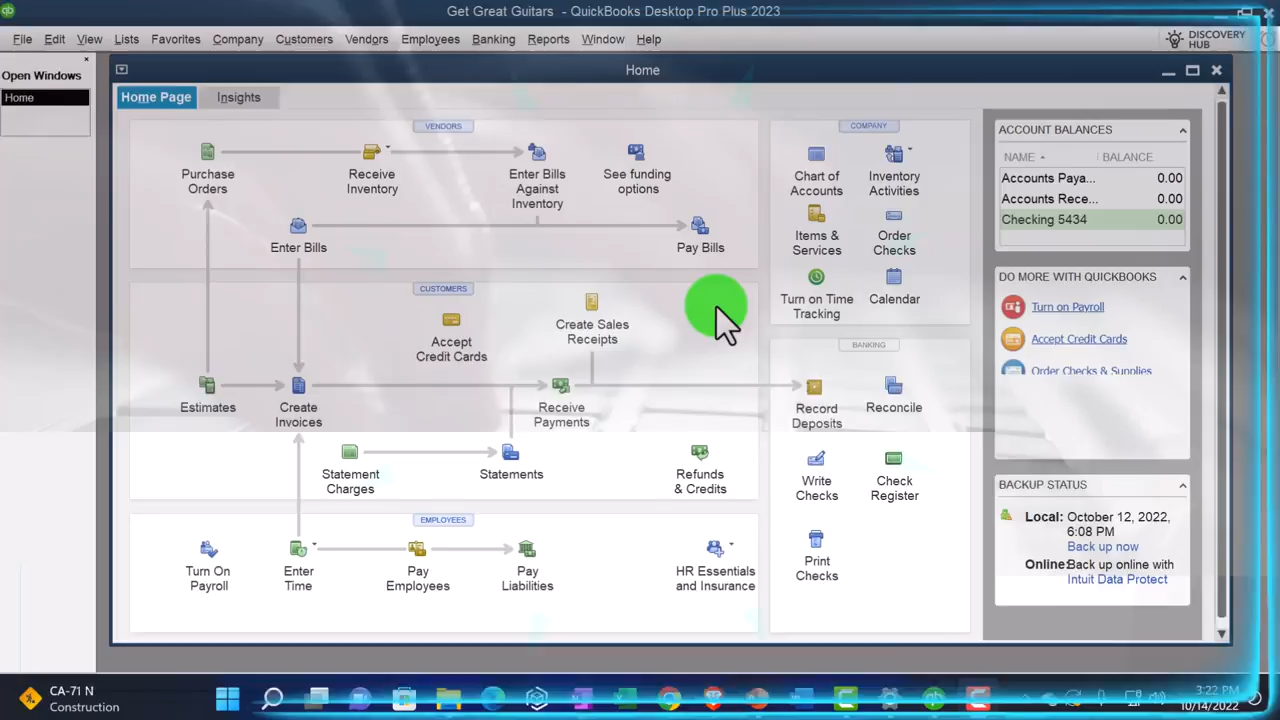 Get Great Guitars - QuickBooks Desktop Pro Plus 2023
File Edit View Lists Favorites Company Customers Vendors Employees Banking Reports Window Help
DISCOVERY
HUB
Open Windows
Home
Home
Home Page
Insights
VENDORS
Purchase
Orders
Receive
Inventory
Enter Bills
Against
Inventory
See funding
options
Enter Bills
Pay Bills
CUSTOMERS
Accept
Credit Cards
Create Sales
Receipts
Estimates
Create
Invoices
Receive
Payments
Statement
Charges
Statements
Refunds
& Credits
EMPLOYEES
Turn On
Payroll
Enter
Time
Pay
Employees
Pay
Liabilities
HR Essentials
and Insurance
COMPANY
Chart of
Accounts
Inventory
Activities
Items &
Services
Order
Checks
Turn on Time
Tracking
Calendar
BANKING
Record
Deposits
Reconcile
Write
Checks
Check
Register
Print
Checks
ACCOUNT BALANCES
NAME BALANCE
Accounts Paya... 0.00
Accounts Rece... 0.00
Checking 5434 0.00
DO MORE WITH QUICKBOOKS
Turn on Payroll
Accept Credit Cards
Order Checks & Supplies
BACKUP STATUS
Local: October 12, 2022,
6:08 PM
Back up now
Online: Back up online with
Intuit Data Protect
CA-71 N
Construction
3:22 PM
10/14/2022